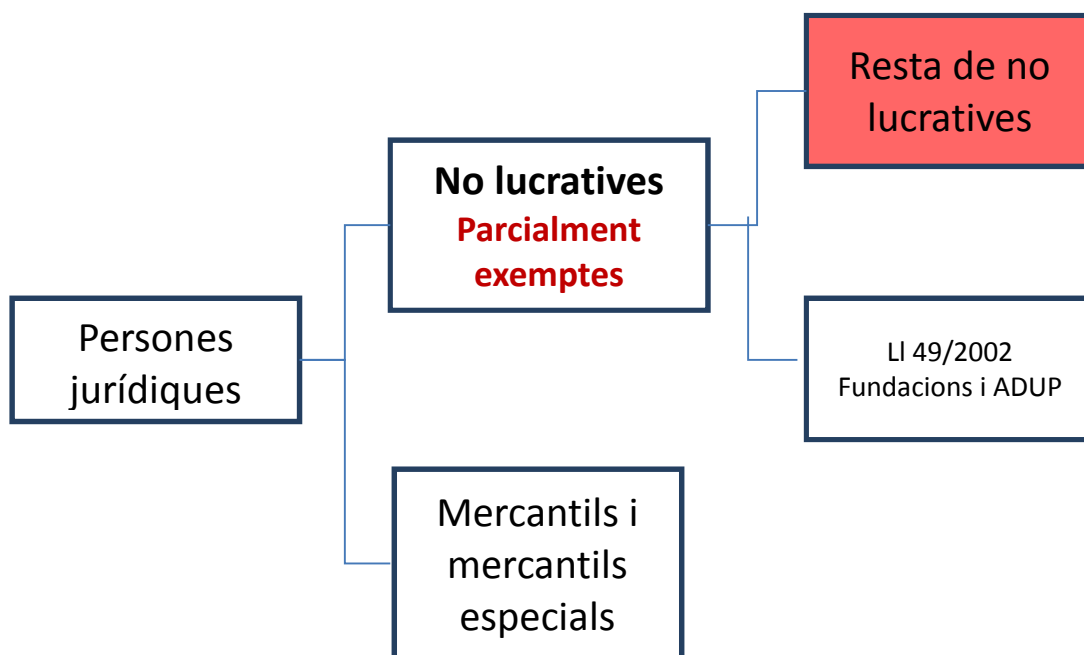 Resta de no
lucratives
No lucratives
Parcialment
exemptes
Persones
jurídiques
Ll 49/2002
Fundacions i ADUP
Mercantils i
mercantils
especials